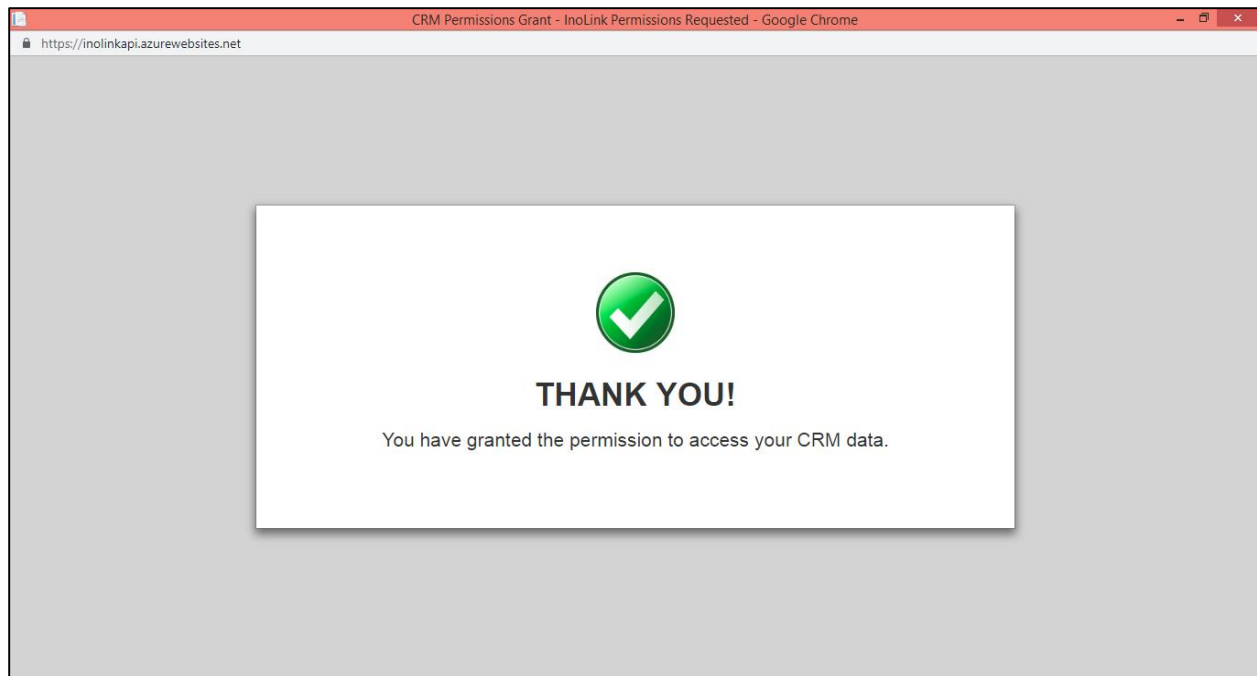 CRM Permissions Grant - InoLink Permissions Requested - Google Chrome
https://inolinkapi.azurewebsites.net
THANK YOU!
You have granted the permission to access your CRM data.